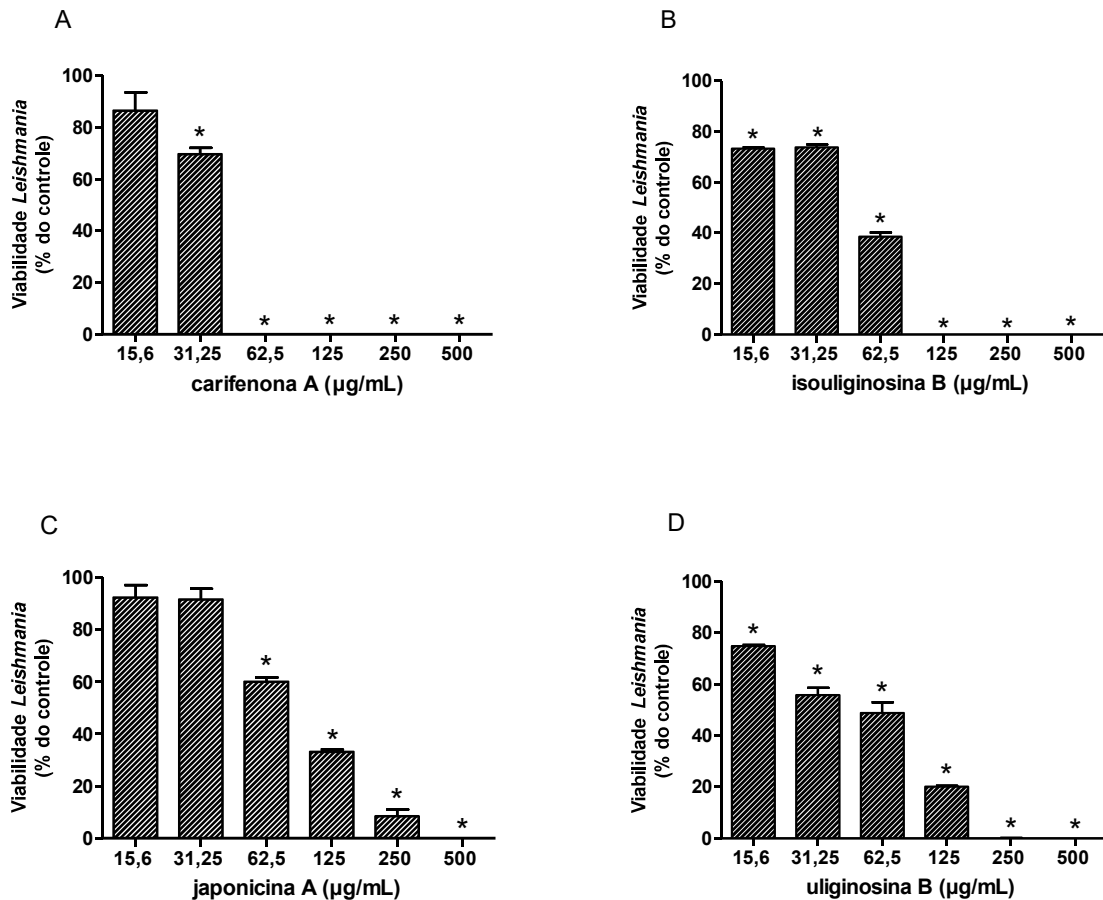 A
Viabilidade Leishmania
(% do controle)
100
80
60
40
20
0
*
* * * *
15,6 31,25 62,5 125 250 500
carifenona A (µg/mL)
B
Viabilidade Leishmania
(% do controle)
100
80
60
40
20
0
* *
*
* * *
15,6 31,25 62,5 125 250 500
isouliginosina B (µg/mL)
C
Viabilidade Leishmania
(% do controle)
100
80
60
40
20
0
*
*
*
*
15,6 31,25 62,5 125 250 500
japonicina A (µg/mL)
D
Viabilidade Leishmania
(% do controle)
100
80
60
40
20
0
*
*
*
*
* *
15,6 31,25 62,5 125 250 500
uliginosina B (µg/mL)